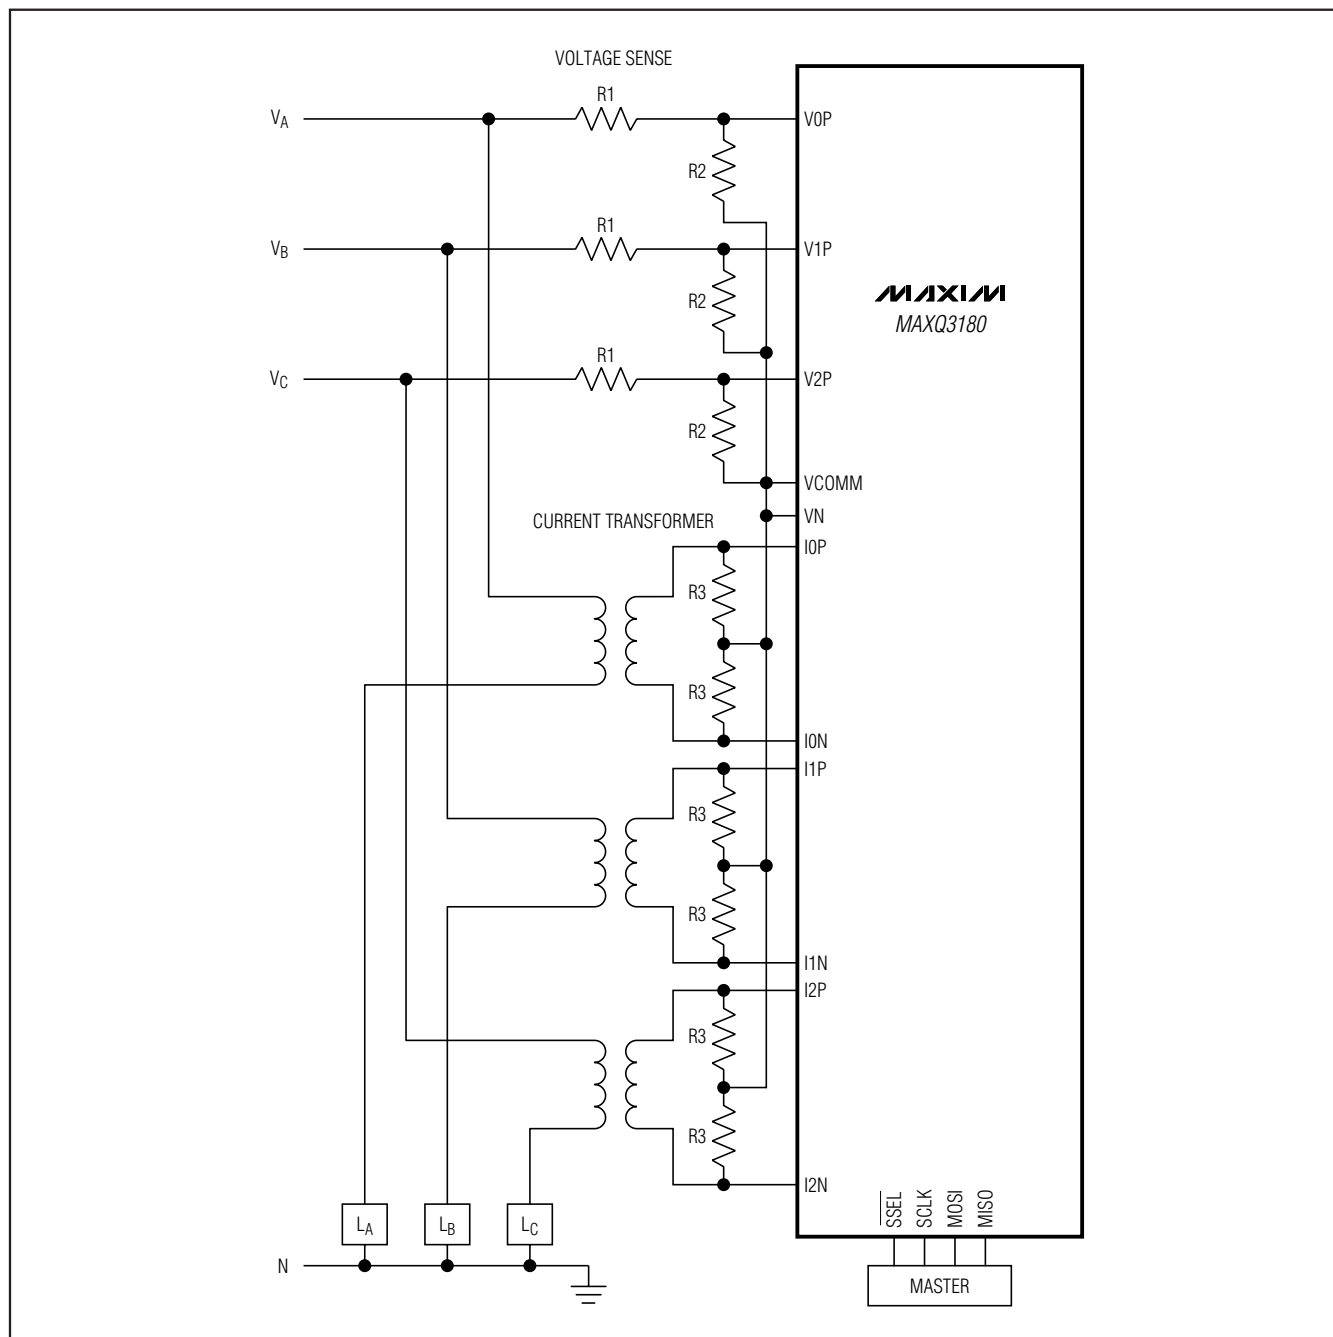 VOLTAGE SENSE
R1
VA
V0P
R2
R1
VB
V1P
R2
MAXIM
MAXQ3180
R1
VC
V2P
R2
VCOMM
VN
CURRENT TRANSFORMER
I0P
R3
R3
I0N
I1P
R3
R3
I1N
I2P
R3
R3
I2N
SSEL
SCLK
MOSI
MISO
LA
LB
LC
N
MASTER